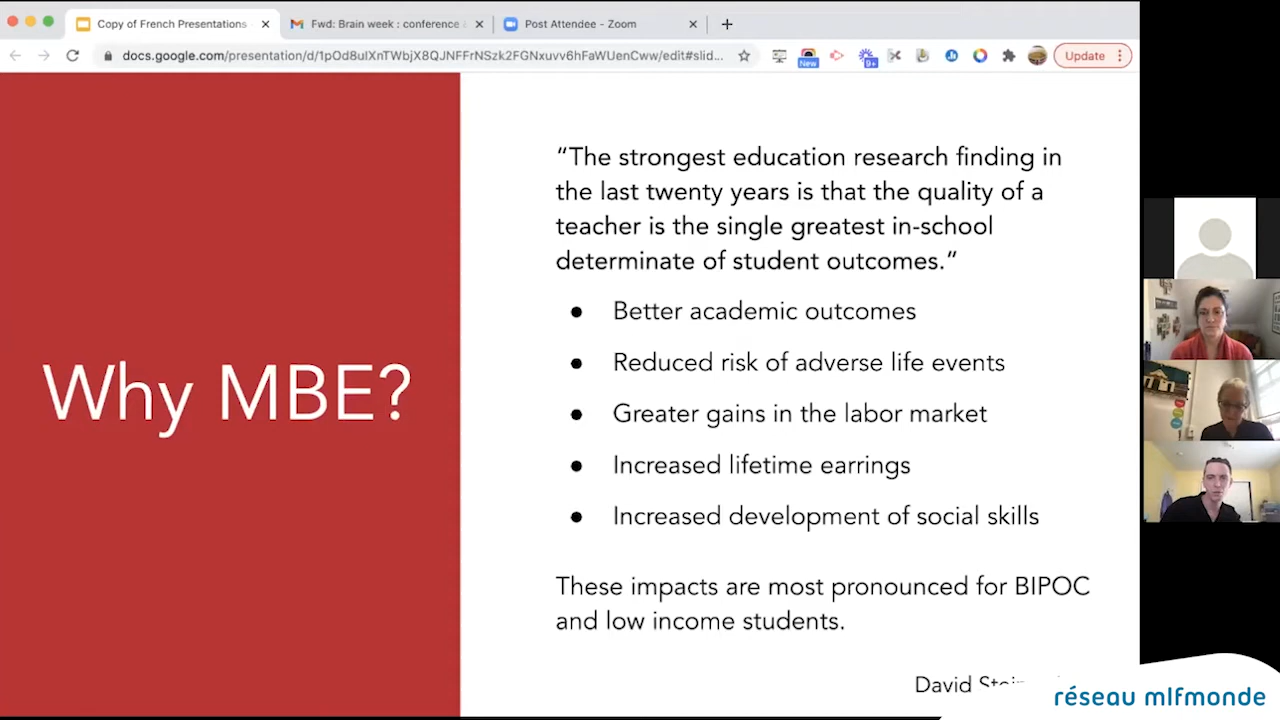 Copy of French Presentations
Fwd: Brain week : conference
Post Attendee - Zoom
docs.google.com/presentation/d/1pOd8uIXnTWbjX8QJNFFrNSzk2FGNxuvv6hFaWUenCww/edit#slid...
New
9+
Update
Why MBE?
“The strongest education research finding in
the last twenty years is that the quality of a
teacher is the single greatest in-school
determinate of student outcomes.“
● Better academic outcomes
● Reduced risk of adverse life events
● Greater gains in the labor market
● Increased lifetime earrings
● Increased development of social skills
These impacts are most pronounced for BIPOC
and low income students.
David
réseau mlfmonde